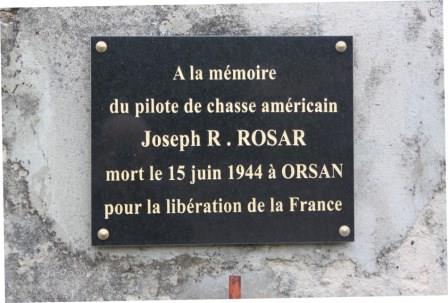 A la mémoire
du pilote de chasse américain
Joseph R . ROSAR
mort le 15 juin 1944 à ORSAN
pour la libération de la France